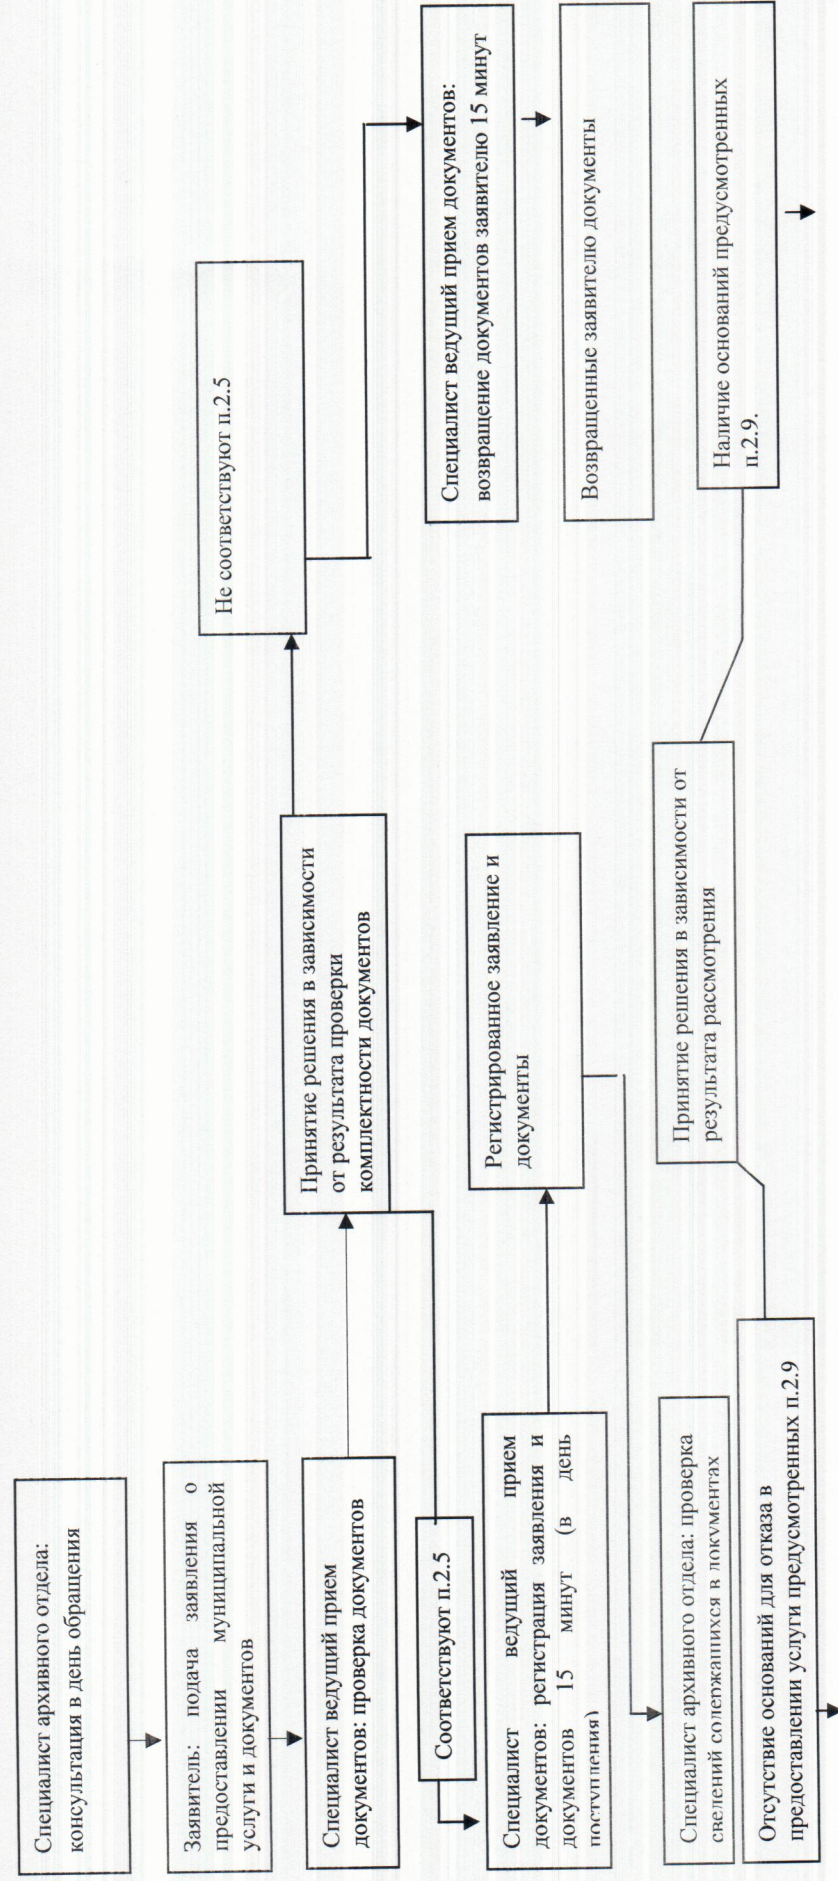 Специалист архивного отдела:
консультация в день обращения
Заявитель: подача заявления о
предоставлении муниципальной
услуги и документов
Специалист ведущий прием
документов: проверка документов
Принятие решения в зависимости
от результата проверки
комплектности документов
Не соответствуют п.2.5
Специалист ведущий прием документов:
возвращение документов заявителю 15 минут
Возвращенные заявителю документы
Соответствуют п.2.5
Специалист ведущий прием
документов: регистрация заявления и
документов 15 минут (в день
поступления)
Регистрированное заявление и
документы
Специалист архивного отдела: проверка
сведений содержащихся в документах
Принятие решения в зависимости от
результата рассмотрения
Наличие оснований предусмотренных
п.2.9.
Отсутствие оснований для отказа в
предоставлении услуги предусмотренных п.2.9